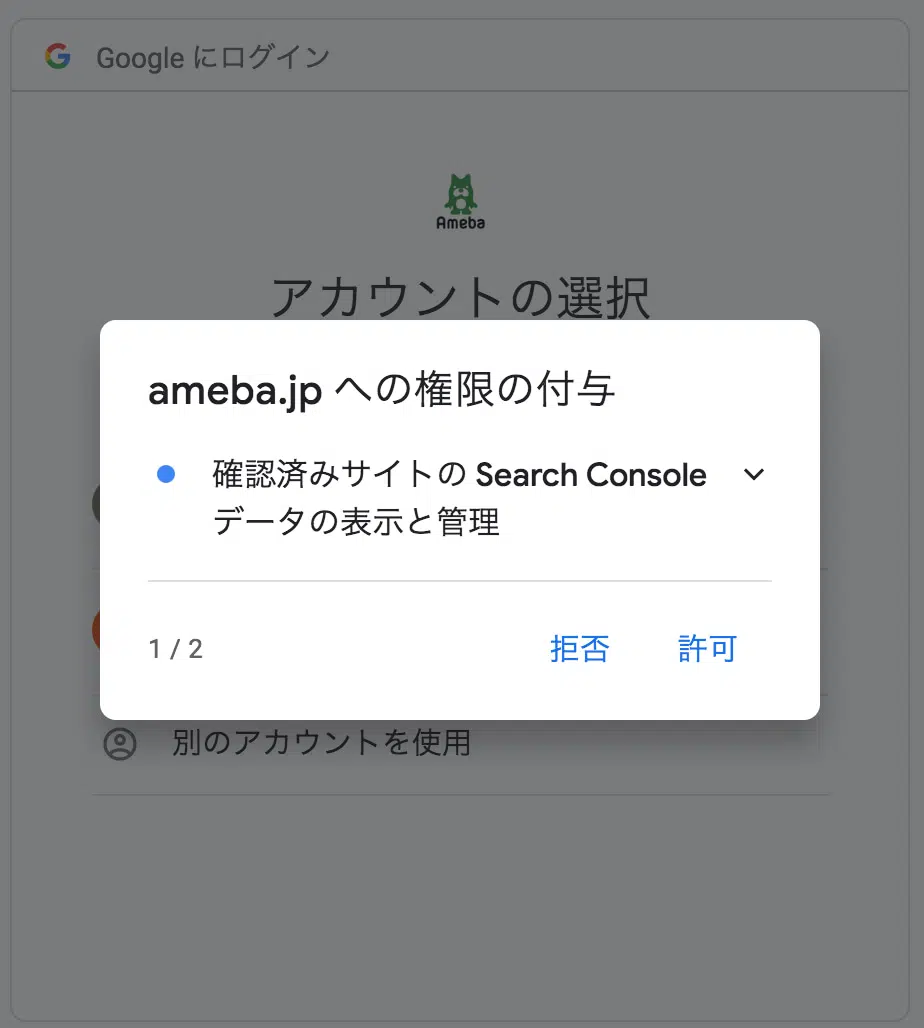 Google にログイン
Ameba
アカウントの選択
ameba.jp への権限の付与
確認済みサイトの Search Console
データの表示と管理
1 / 2
拒否
許可
別のアカウントを使用